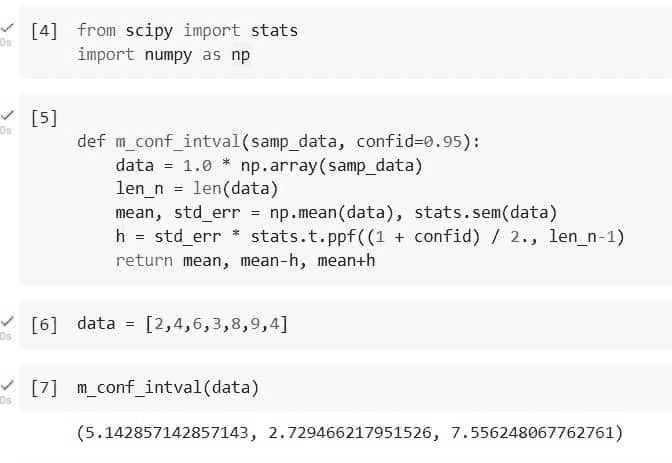 [4] from scipy import stats
0s import numpy as np
[5]
0s
def m_conf_intval(samp_data, confid=0.95):
    data = 1.0 * np.array(samp_data)
    len_n = len(data)
    mean, std_err = np.mean(data), stats.sem(data)
    h = std_err * stats.t.ppf((1 + confid) / 2., len_n-1)
    return mean, mean-h, mean+h
[6] data = [2,4,6,3,8,9,4]
0s
[7] m_conf_intval(data)
0s
(5.142857142857143, 2.729466217951526, 7.556248067762761)